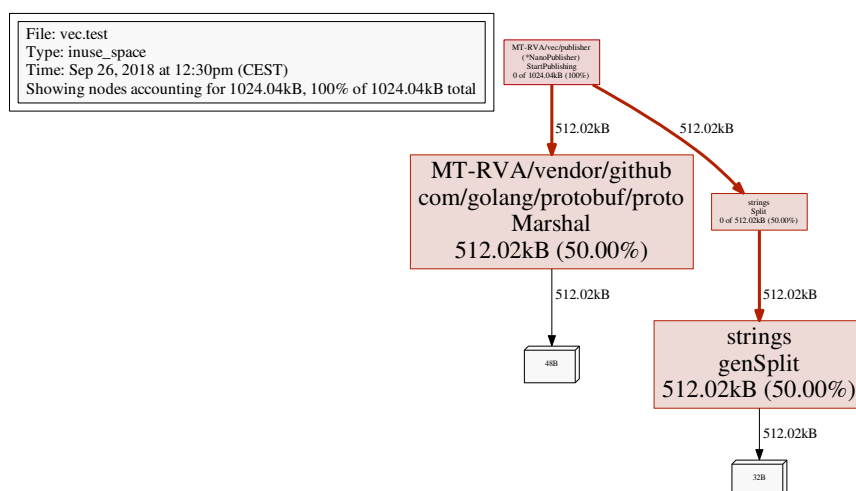 File: vec.test
Type: inuse_space
Time: Sep 26, 2018 at 12:30pm (CEST)
Showing nodes accounting for 1024.04kB, 100% of 1024.04kB total
MT-RVA/vec/publisher
(*NanoPublisher)
StartPublishing
0 of 1024.04kB (100%)
512.02kB
512.02kB
MT-RVA/vendor/github
com/golang/protobuf/proto
Marshal
512.02kB (50.00%)
strings
Split
0 of 512.02kB (50.00%)
512.02kB
512.02kB
48B
strings
genSplit
512.02kB (50.00%)
512.02kB
32B